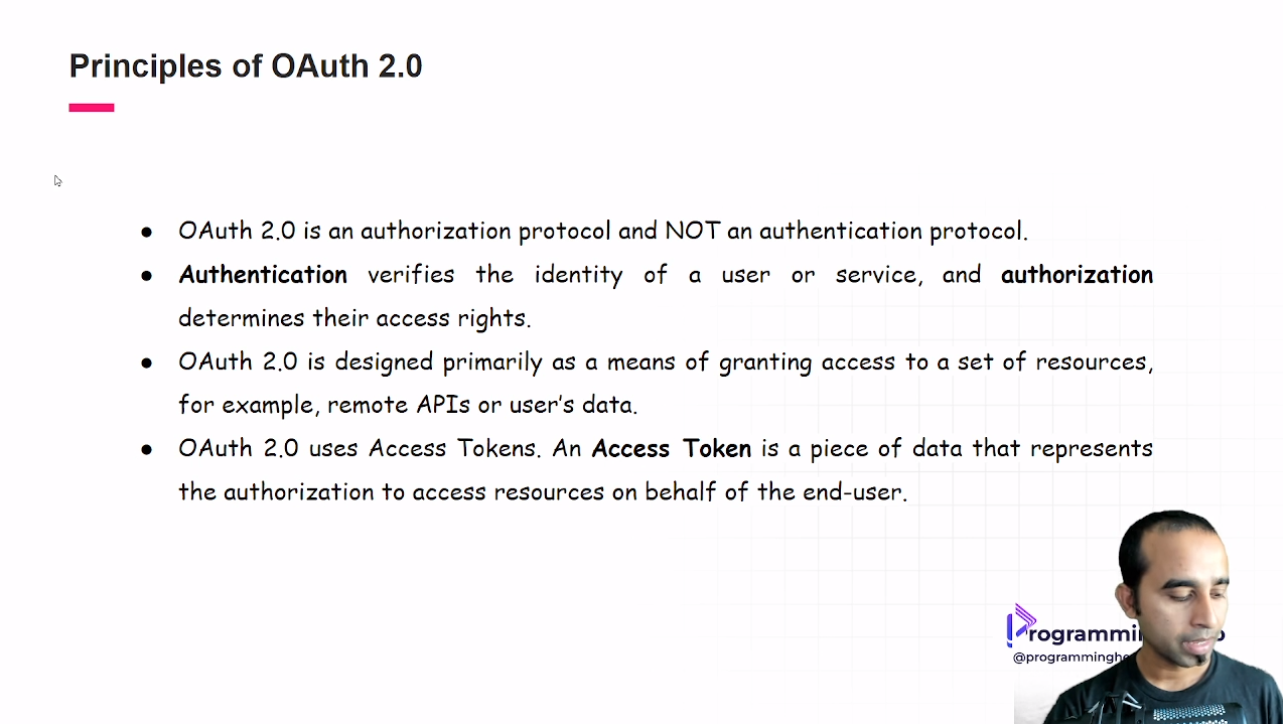 Principles of OAuth 2.0
● OAuth 2.0 is an authorization protocol and NOT an authentication protocol.
● Authentication verifies the identity of a user or service, and authorization
determines their access rights.
● OAuth 2.0 is designed primarily as a means of granting access to a set of resources,
for example, remote APIs or user's data.
● OAuth 2.0 uses Access Tokens. An Access Token is a piece of data that represents
the authorization to access resources on behalf of the end-user.